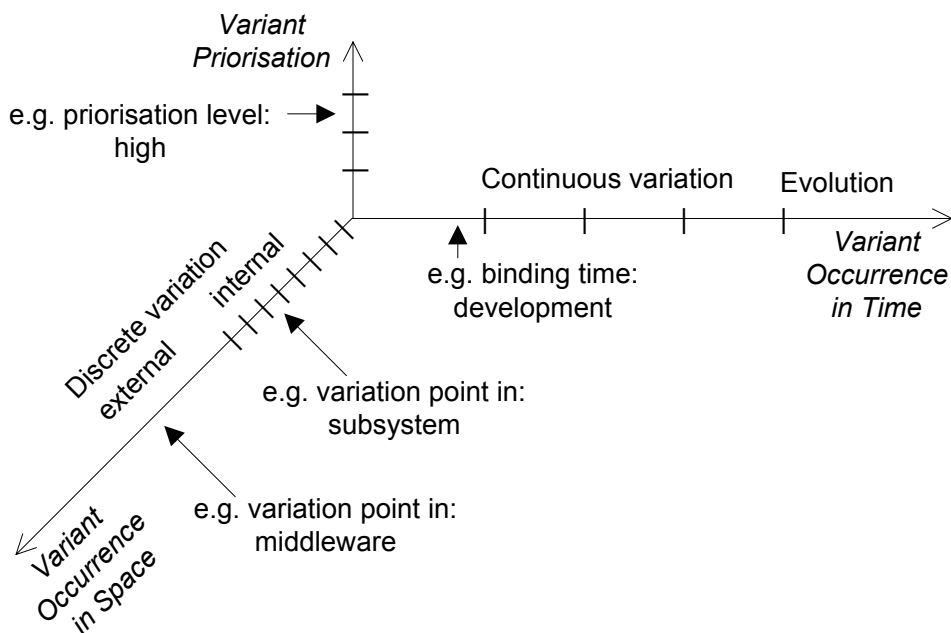 Variant
Priorisation
e.g. priorisation level:
high
Continuous variation
Evolution
Variant
Occurrence
in Time
e.g. binding time:
development
Discrete variation
internal
external
e.g. variation point in:
subsystem
e.g. variation point in:
middleware
Variant
Occurrence
in Space